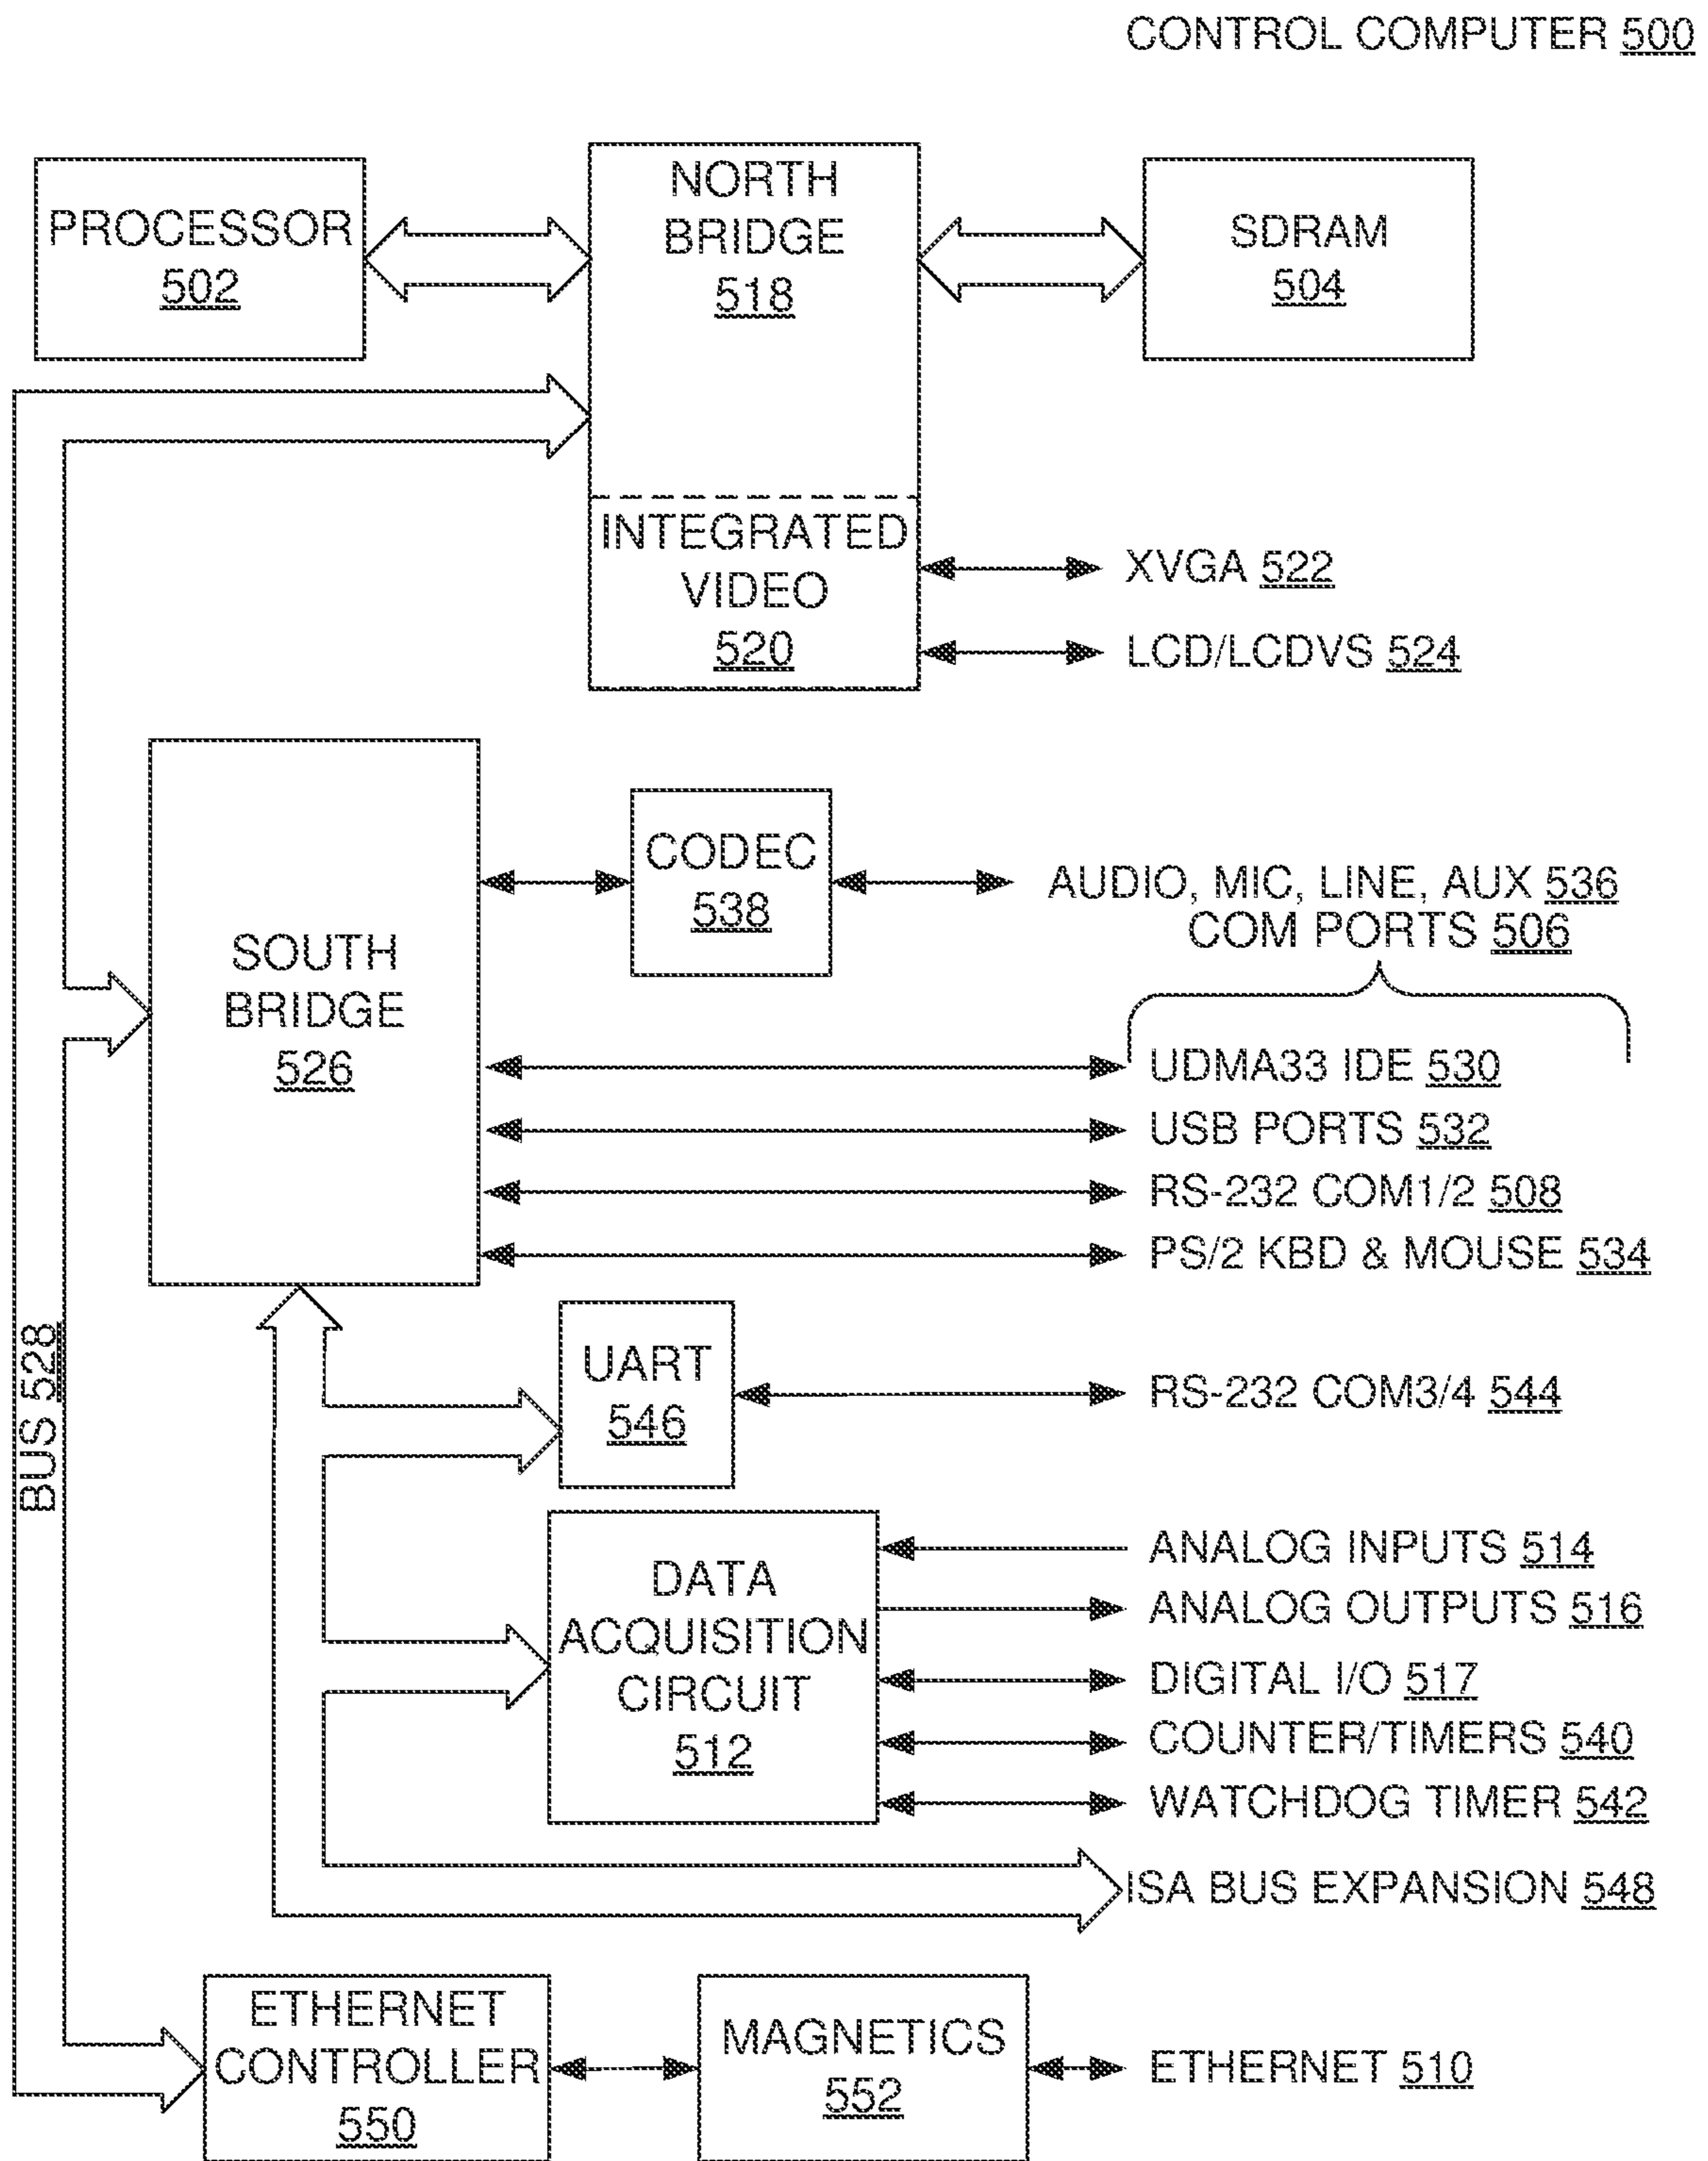 CONTROL COMPUTER 500
PROCESSOR
502
NORTH
BRIDGE
518
SDRAM
504
INTEGRATED
VIDEO
520
XVGA 522
LCD/LCDVS 524
SOUTH
BRIDGE
526
CODEC
538
AUDIO, MIC, LINE, AUX 536
COM PORTS 506
UDMA33 IDE 530
USB PORTS 532
RS-232 COM1/2 508
PS/2 KBD & MOUSE 534
BUS 528
UART
546
RS-232 COM3/4 544
DATA
ACQUISITION
CIRCUIT
512
ANALOG INPUTS 514
ANALOG OUTPUTS 516
DIGITAL I/O 517
COUNTER/TIMERS 540
WATCHDOG TIMER 542
ISA BUS EXPANSION 548
ETHERNET
CONTROLLER
550
MAGNETICS
552
ETHERNET 510